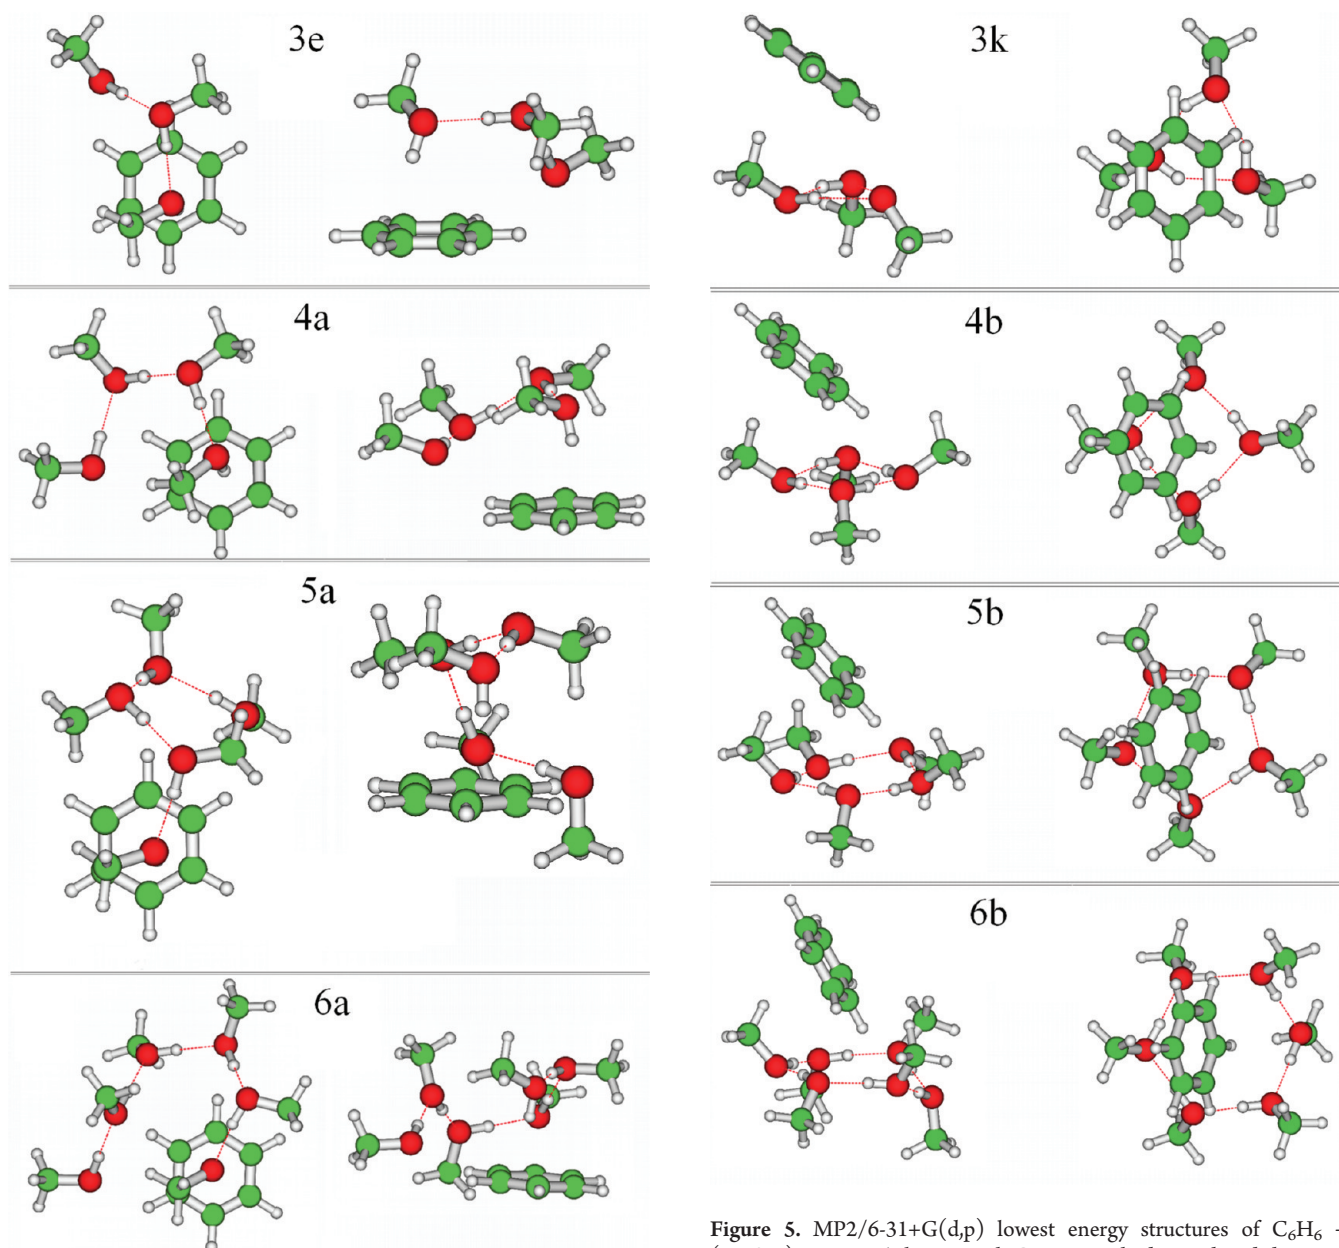 3e
4a
5a
6a
3k
4b
5b
6b
Figure 5. MP2/6-31+G(d,p) lowest energy structures of C₆H₆ -